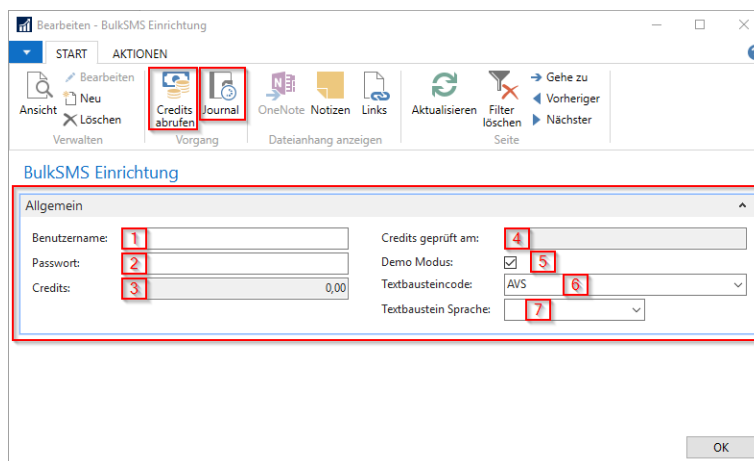 Bearbeiten - BulkSMS Einrichtung
START AKTIONEN
Ansicht
Bearbeiten
Neu
Löschen
Verwalten
Credits
abrufen
Journal
Vorgang
OneNote Notizen Links
Dateianhang anzeigen
Aktualisieren
Filter
löschen
Gehe zu
Vorheriger
Nächster
Seite
BulkSMS Einrichtung
Allgemein
Benutzername: 1
Passwort: 2
Credits: 3 0,00
Credits geprüft am: 4
Demo Modus: 5
Textbausteincode: AVS 6
Textbaustein Sprache: 7
OK